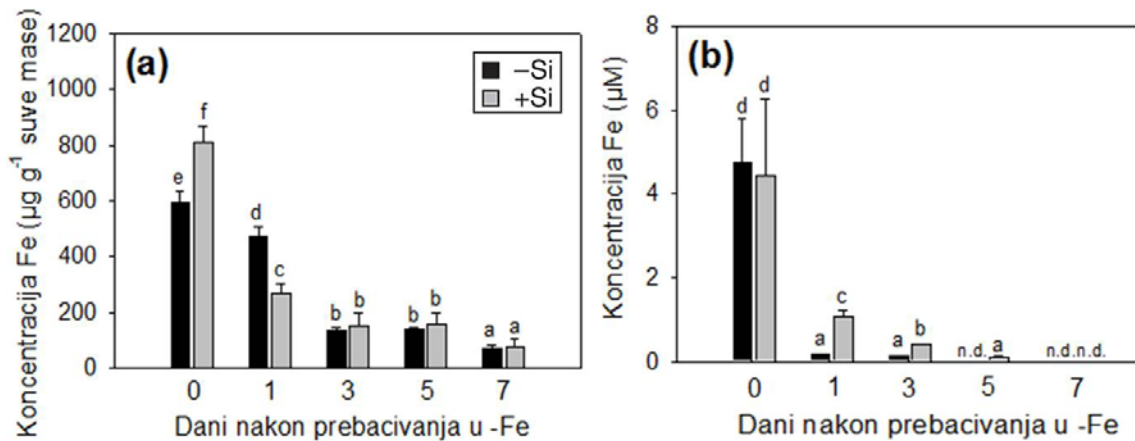 (a)
Koncentracija Fe (µg g⁻¹ suve mase)
1200
1000
800
600
400
200
0
–Si
+Si
e f
d c
b b
b b
a a
0 1 3 5 7
Dani nakon prebacivanja u -Fe
(b)
Koncentracija Fe (µM)
8
6
4
2
0
d d
a c
a b
n.d. a
n.d.n.d.
0 1 3 5 7
Dani nakon prebacivanja u -Fe